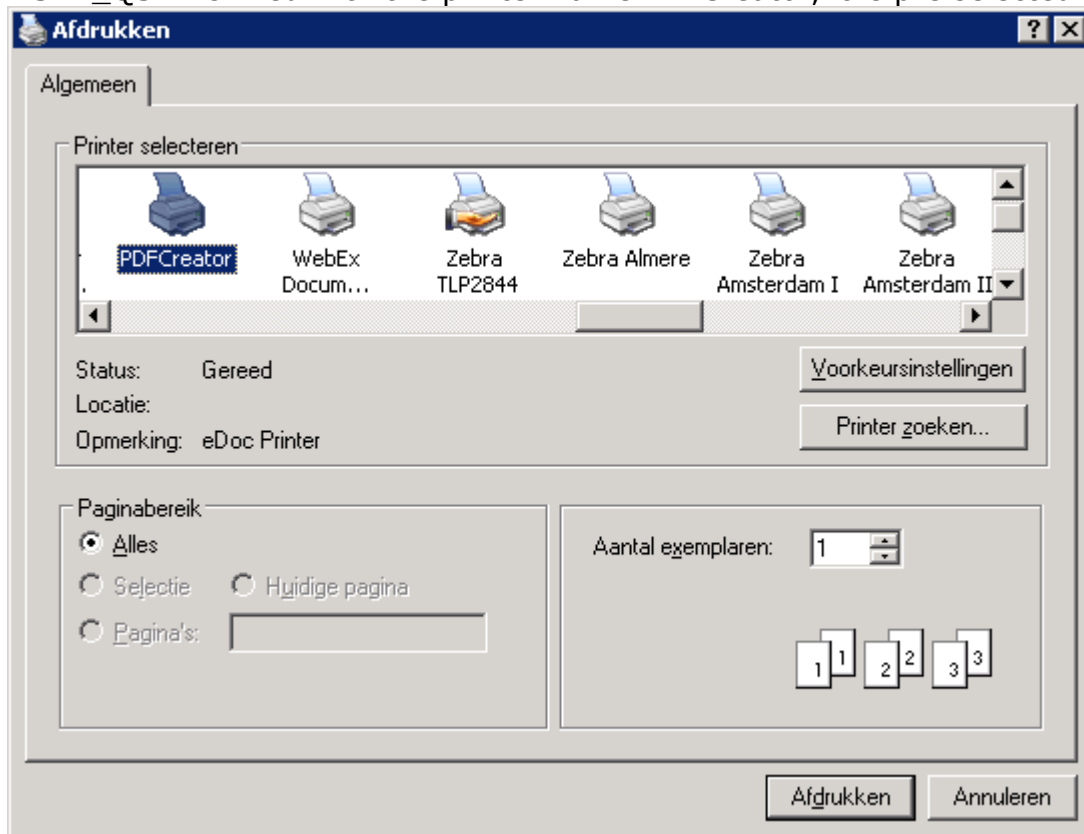 Afdrukken
Algemeen
Printer selecteren
PDFCreator
WebEx
Docum...
Zebra
TLP2844
Zebra Almere
Zebra
Amsterdam I
Zebra
Amsterdam II
Status: Gereed
Voorkeursinstellingen
Locatie:
Printer zoeken...
Opmerking: eDoc Printer
Paginabereik
Alles
Aantal exemplaren: 1
Selectie Huidige pagina
Pagina's:
1 1 2 2 3 3
Afdrukken Annuleren